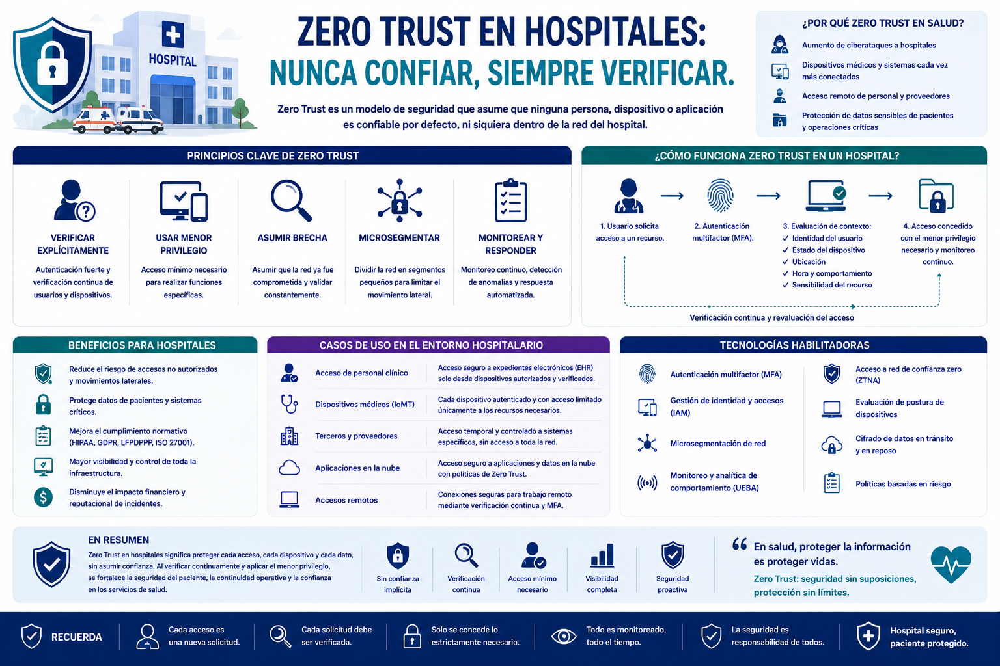 HOSPITAL
ZERO TRUST EN HOSPITALES:
NUNCA CONFIAR, SIEMPRE VERIFICAR.
Zero Trust es un modelo de seguridad que asume que ninguna persona, dispositivo o aplicación
es confiable por defecto, ni siquiera dentro de la red del hospital.
¿POR QUÉ ZERO TRUST EN SALUD?
Aumento de ciberataques a hospitales
Dispositivos médicos y sistemas cada vez
más conectados
Acceso remoto de personal y proveedores
Protección de datos sensibles de pacientes
y operaciones críticas
PRINCIPIOS CLAVE DE ZERO TRUST
VERIFICAR
EXPLÍCITAMENTE
Autenticación fuerte y
verificación continua de
usuarios y dispositivos.
USAR MENOR
PRIVILEGIO
Acceso mínimo necesario
para realizar funciones
específicas.
ASUMIR BRECHA
Asumir que la red ya fue
comprometida y validar
constantemente.
MICROSEGMENTAR
Dividir la red en segmentos
pequeños para limitar el
movimiento lateral.
MONITOREAR Y
RESPONDER
Monitoreo continuo, detección
de anomalías y respuesta
automatizada.
¿CÓMO FUNCIONA ZERO TRUST EN UN HOSPITAL?
1. Usuario solicita
acceso a un recurso.
2. Autenticación
multifactor (MFA).
3. Evaluación de contexto:
✓ Identidad del usuario
✓ Estado del dispositivo
✓ Ubicación
✓ Hora y comportamiento
✓ Sensibilidad del recurso
4. Acceso concedido
con el menor privilegio
necesario y monitoreo
continuo.
Verificación continua y revaluación del acceso
BENEFICIOS PARA HOSPITALES
Reduce el riesgo de accesos no autorizados
y movimientos laterales.
Protege datos de pacientes y sistemas
críticos.
Mejora el cumplimiento normativo
(HIPAA, GDPR, LFPDPPP, ISO 27001).
Mayor visibilidad y control de toda la
infraestructura.
Disminuye el impacto financiero y
reputacional de incidentes.
CASOS DE USO EN EL ENTORNO HOSPITALARIO
Acceso de personal clínico
Acceso seguro a expedientes electrónicos (EHR)
solo desde dispositivos autorizados y verificados.
Dispositivos médicos (IoMT)
Cada dispositivo autenticado y con acceso limitado
únicamente a los recursos necesarios.
Terceros y proveedores
Acceso temporal y controlado a sistemas
específicos, sin acceso a toda la red.
Aplicaciones en la nube
Acceso seguro a aplicaciones y datos en la nube
con políticas de Zero Trust.
Accesos remotos
Conexiones seguras para trabajo remoto
mediante verificación continua y MFA.
TECNOLOGÍAS HABILITADORAS
Autenticación multifactor (MFA)
Gestión de identidad y accesos
(IAM)
Microsegmentación de red
Monitoreo y analítica de
comportamiento (UEBA)
Acceso a red de confianza zero
(ZTNA)
Evaluación de postura de
dispositivos
Cifrado de datos en tránsito
y en reposo
Políticas basadas en riesgo
EN RESUMEN
Zero Trust en hospitales significa proteger cada acceso, cada dispositivo y cada dato,
sin asumir confianza. Al verificar continuamente y aplicar el menor privilegio,
se fortalece la seguridad del paciente, la continuidad operativa y la confianza
en los servicios de salud.
Sin confianza
implícita
Verificación
continua
Acceso mínimo
necesario
Visibilidad
completa
Seguridad
proactiva
“ En salud, proteger la información
es proteger vidas.
Zero Trust: seguridad sin suposiciones,
protección sin límites.
RECUERDA
Cada acceso es
una nueva solicitud.
Cada solicitud debe
ser verificada.
Solo se concede lo
estrictamente necesario.
Todo es monitoreado,
todo el tiempo.
La seguridad es
responsabilidad de todos.
Hospital seguro,
paciente protegido.